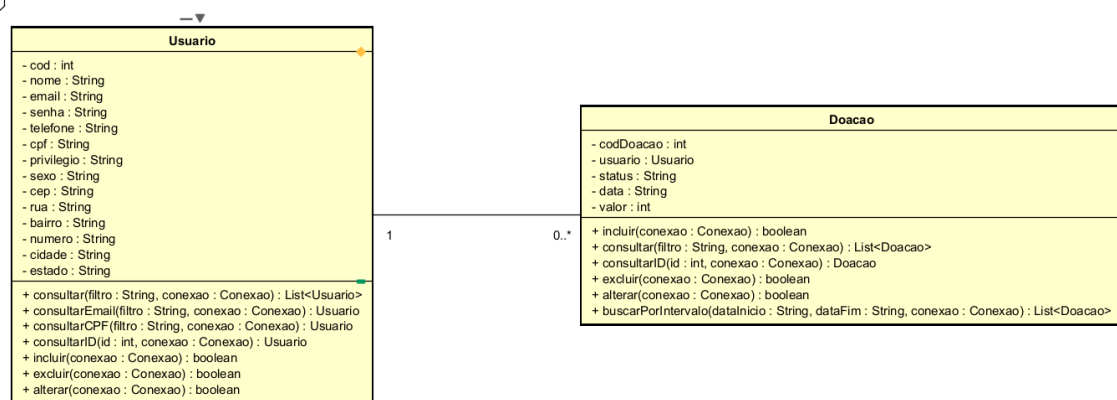 Usuario
- cod : int
- nome : String
- email : String
- senha : String
- telefone : String
- cpf : String
- privilegio : String
- sexo : String
- cep : String
- rua : String
- bairro : String
- numero : String
- cidade : String
- estado : String
+ consultar(filtro : String, conexao : Conexao) : List<Usuario>
+ consultarEmail(filtro : String, conexao : Conexao) : Usuario
+ consultarCPF(filtro : String, conexao : Conexao) : Usuario
+ consultarID(id : int, conexao : Conexao) : Usuario
+ incluir(conexao : Conexao) : boolean
+ excluir(conexao : Conexao) : boolean
+ alterar(conexao : Conexao) : boolean
1
0..*
Doacao
- codDoacao : int
- usuario : Usuario
- status : String
- data : String
- valor : int
+ incluir(conexao : Conexao) : boolean
+ consultar(filtro : String, conexao : Conexao) : List<Doacao>
+ consultarID(id : int, conexao : Conexao) : Doacao
+ excluir(conexao : Conexao) : boolean
+ alterar(conexao : Conexao) : boolean
+ buscarPorIntervalo(dataInicio : String, dataFim : String, conexao : Conexao) : List<Doacao>